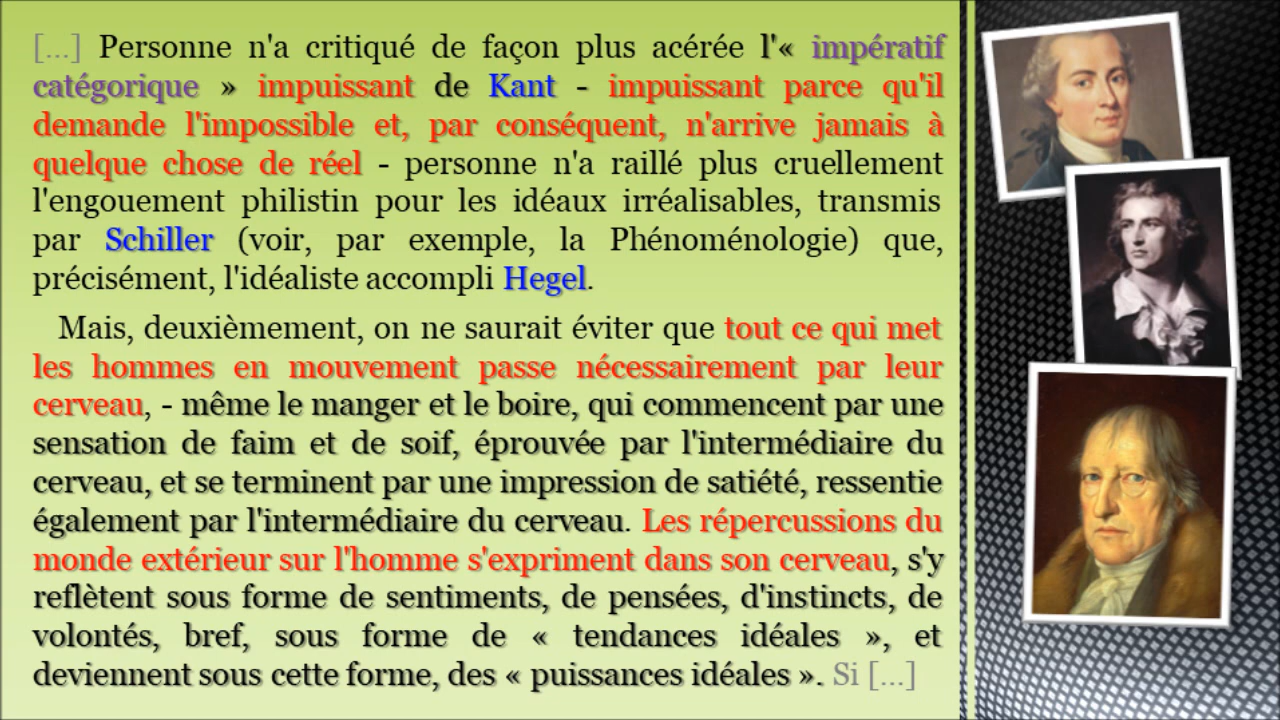 [...] Personne n'a critiqué de façon plus acérée l'« impératif
catégorique » impuissant de Kant - impuissant parce qu'il
demande l'impossible et, par conséquent, n'arrive jamais à
quelque chose de réel - personne n'a raillé plus cruellement
l'engouement philistin pour les idéaux irréalisables, transmis
par Schiller (voir, par exemple, la Phénoménologie) que,
précisément, l'idéaliste accompli Hegel.
Mais, deuxièmement, on ne saurait éviter que tout ce qui met
les hommes en mouvement passe nécessairement par leur
cerveau, - même le manger et le boire, qui commencent par une
sensation de faim et de soif, éprouvée par l'intermédiaire du
cerveau, et se terminent par une impression de satiété, ressentie
également par l'intermédiaire du cerveau. Les répercussions du
monde extérieur sur l'homme s'expriment dans son cerveau, s'y
reflètent sous forme de sentiments, de pensées, d'instincts, de
volontés, bref, sous forme de « tendances idéales », et
deviennent sous cette forme, des « puissances idéales ». Si [...]